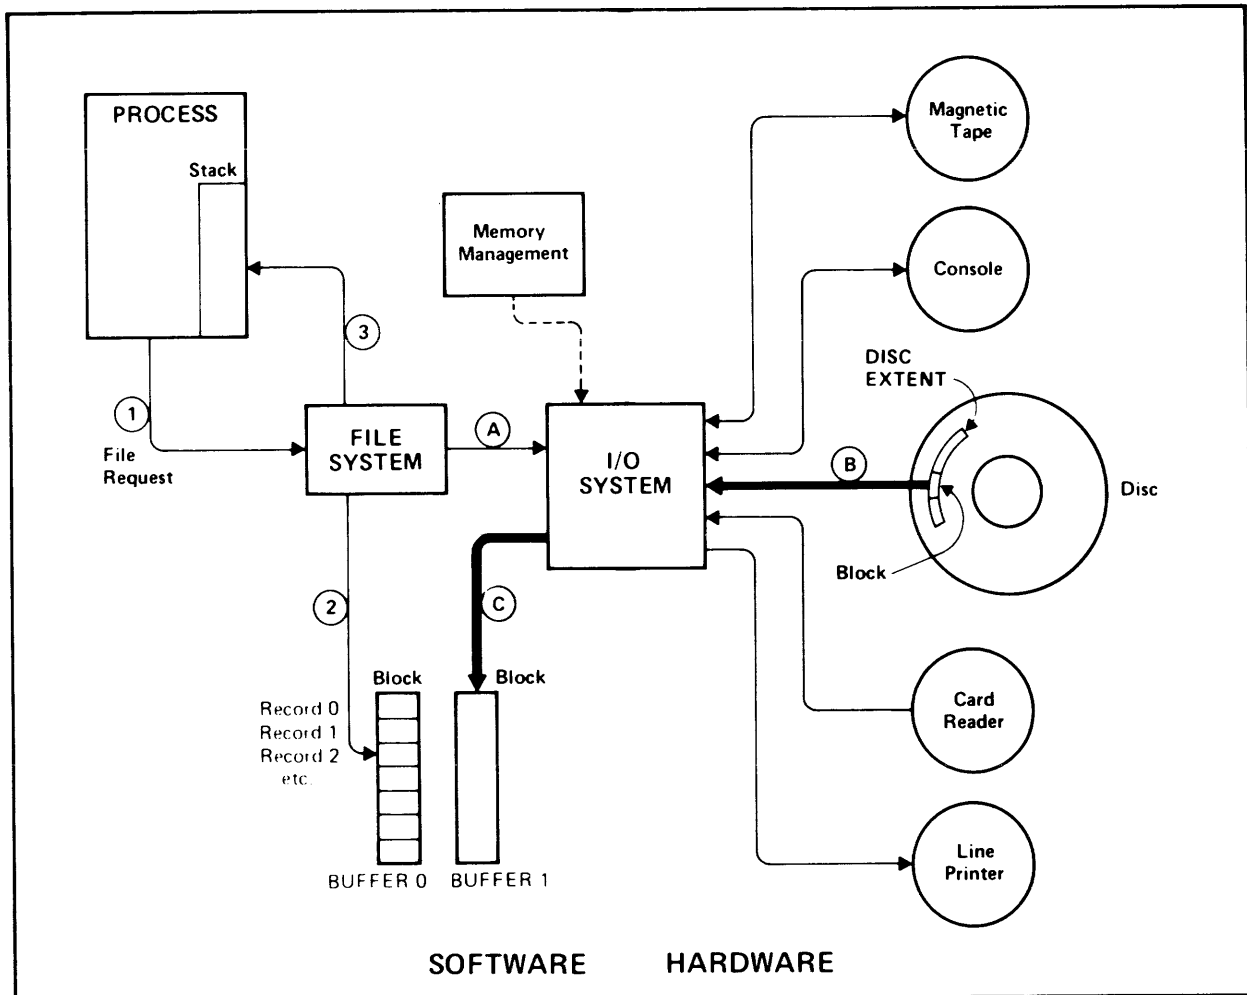 PROCESS
Stack
Magnetic
Tape
Memory
Management
Console
3
DISC
EXTENT
1
File
Request
FILE
SYSTEM
A
I/O
SYSTEM
B
Disc
Block
2
C
Block
Block
Record 0
Record 1
Record 2
etc.
BUFFER 0
BUFFER 1
Card
Reader
Line
Printer
SOFTWARE
HARDWARE